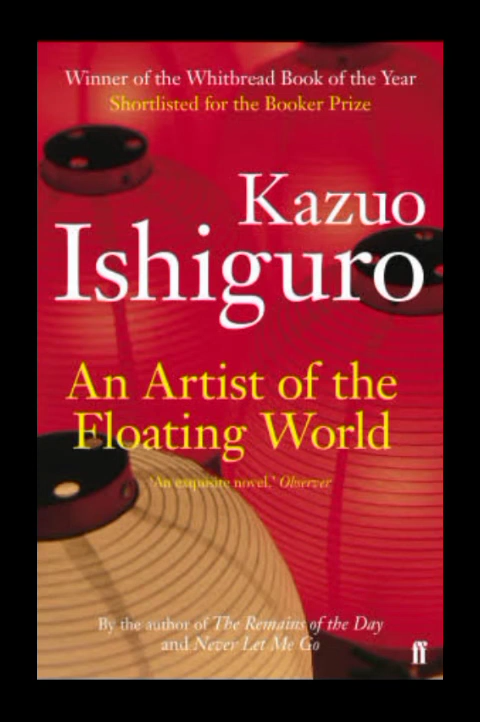 Winner of the Whitbread Book of the Year
Shortlisted for the Booker Prize
Kazuo
Ishiguro
An Artist of the
Floating World
'An exquisite novel.' Observer
By the author of The Remains of the Day
and Never Let Me Go
ff